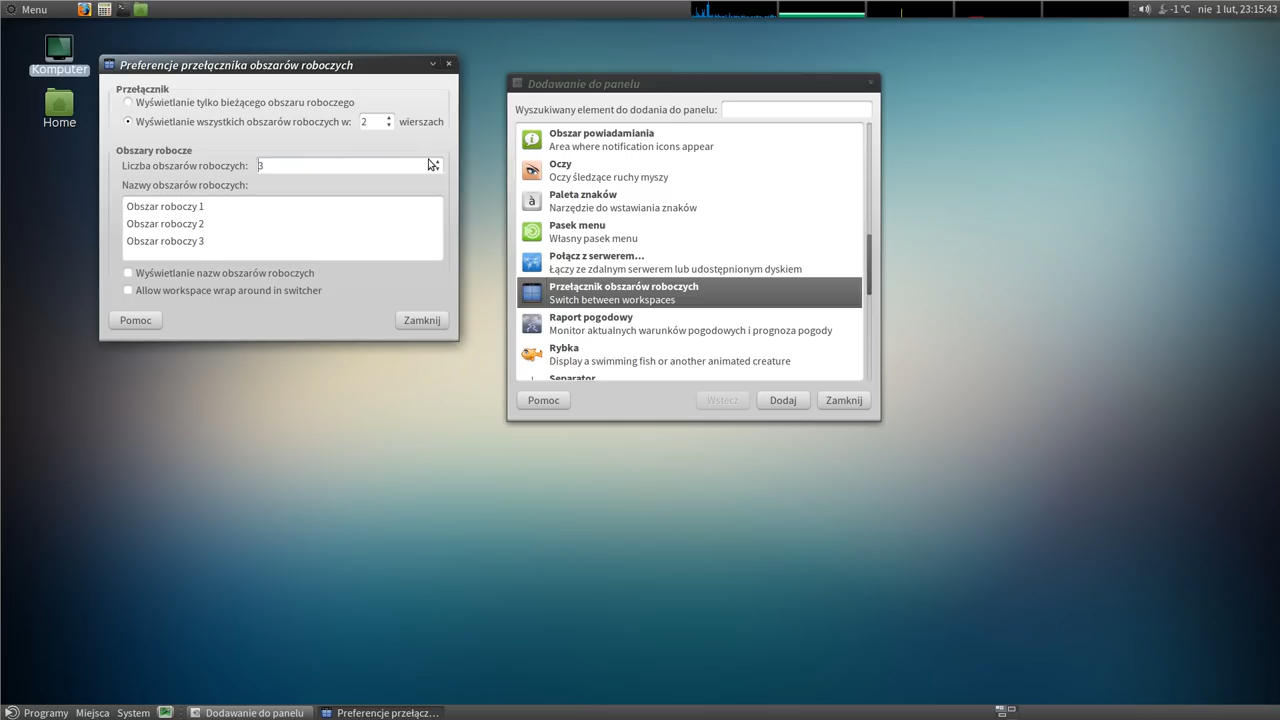 Menu
-1 °C nie 1 lut, 23:15:43
Komputer
Home
Preferencje przełącznika obszarów roboczych
Przełącznik
Wyświetlanie tylko bieżącego obszaru roboczego
Wyświetlanie wszystkich obszarów roboczych w: 2 wierszach
Obszary robocze
Liczba obszarów roboczych: 3
Nazwy obszarów roboczych:
Obszar roboczy 1
Obszar roboczy 2
Obszar roboczy 3
Wyświetlanie nazw obszarów roboczych
Allow workspace wrap around in switcher
Pomoc Zamknij
Dodawanie do panelu
Wyszukiwany element do dodania do panelu:
Obszar powiadamiania
Area where notification icons appear
Oczy
Oczy śledzące ruchy myszy
Paleta znaków
Narzędzie do wstawiania znaków
Pasek menu
Własny pasek menu
Połącz z serwerem...
Łączy ze zdalnym serwerem lub udostępnionym dyskiem
Przełącznik obszarów roboczych
Switch between workspaces
Raport pogodowy
Monitor aktualnych warunków pogodowych i prognoza pogody
Rybka
Display a swimming fish or another animated creature
Separator
Pomoc Wstecz Dodaj Zamknij
Programy Miejsca System Dodawanie do panelu Preferencje przełącz...